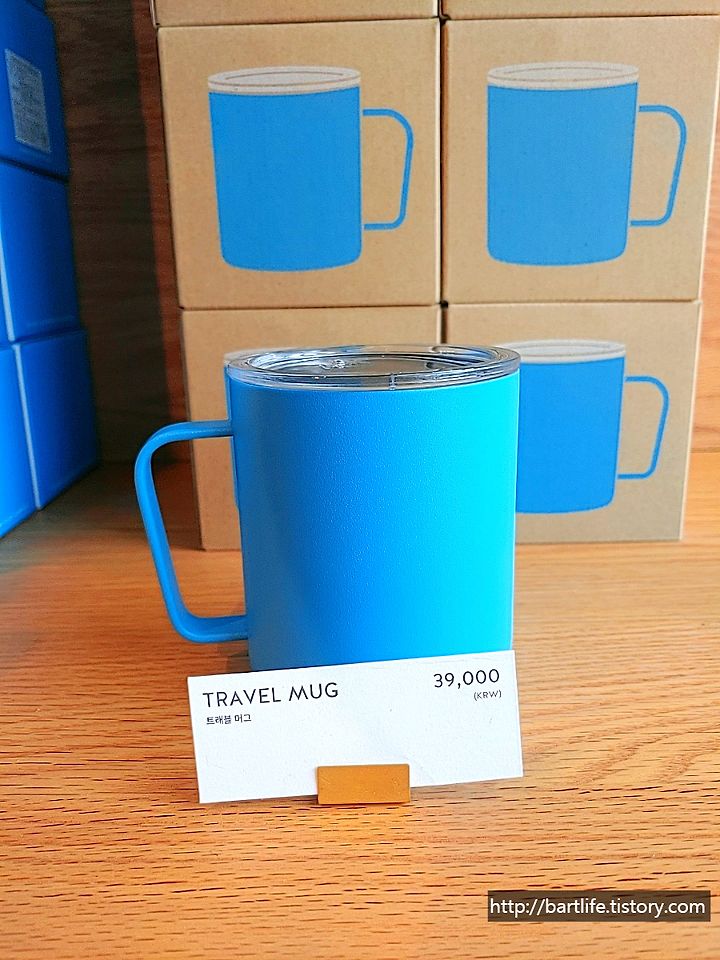 TRAVEL MUG
트래블 머그
39,000
(KRW)
http://bartlife.tistory.com